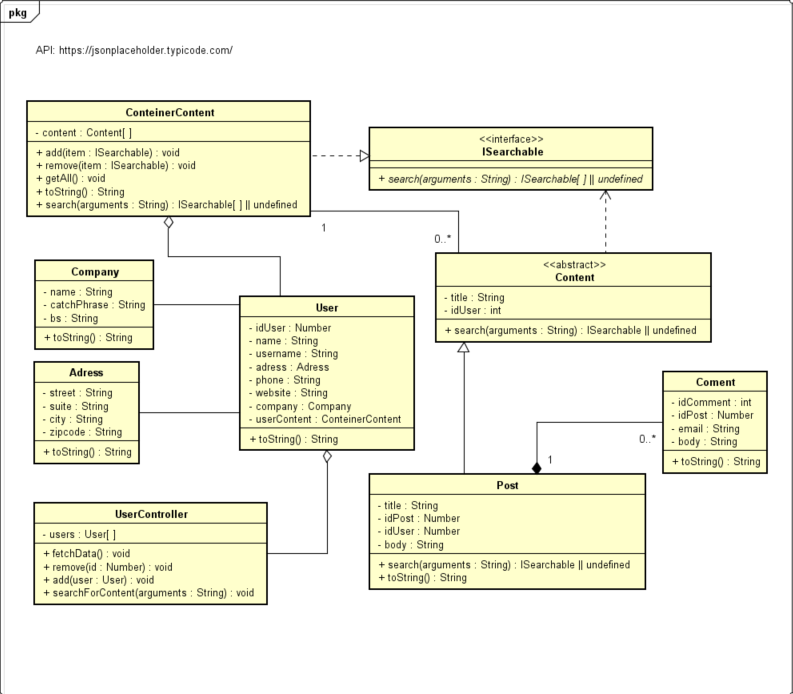 pkg
API: https://jsonplaceholder.typicode.com/
ConteinerContent
- content : Content[ ]
+ add(item : ISearchable) : void
+ remove(item : ISearchable) : void
+ getAll() : void
+ toString() : String
+ search(arguments : String) : ISearchable[ ] || undefined
<<interface>>
ISearchable
+ search(arguments : String) : ISearchable[ ] || undefined
1
0..*
<<abstract>>
Content
- title : String
- idUser : int
+ search(arguments : String) : ISearchable || undefined
Company
- name : String
- catchPhrase : String
- bs : String
+ toString() : String
User
- idUser : Number
- name : String
- username : String
- adress : Adress
- phone : String
- website : String
- company : Company
- userContent : ConteinerContent
+ toString() : String
Adress
- street : String
- suite : String
- city : String
- zipcode : String
+ toString() : String
Coment
- idComment : int
- idPost : Number
- email : String
- body : String
+ toString() : String
0..*
1
Post
- title : String
- idPost : Number
- idUser : Number
- body : String
+ search(arguments : String) : ISearchable || undefined
+ toString() : String
UserController
- users : User[ ]
+ fetchData() : void
+ remove(id : Number) : void
+ add(user : User) : void
+ searchForContent(arguments : String) : void